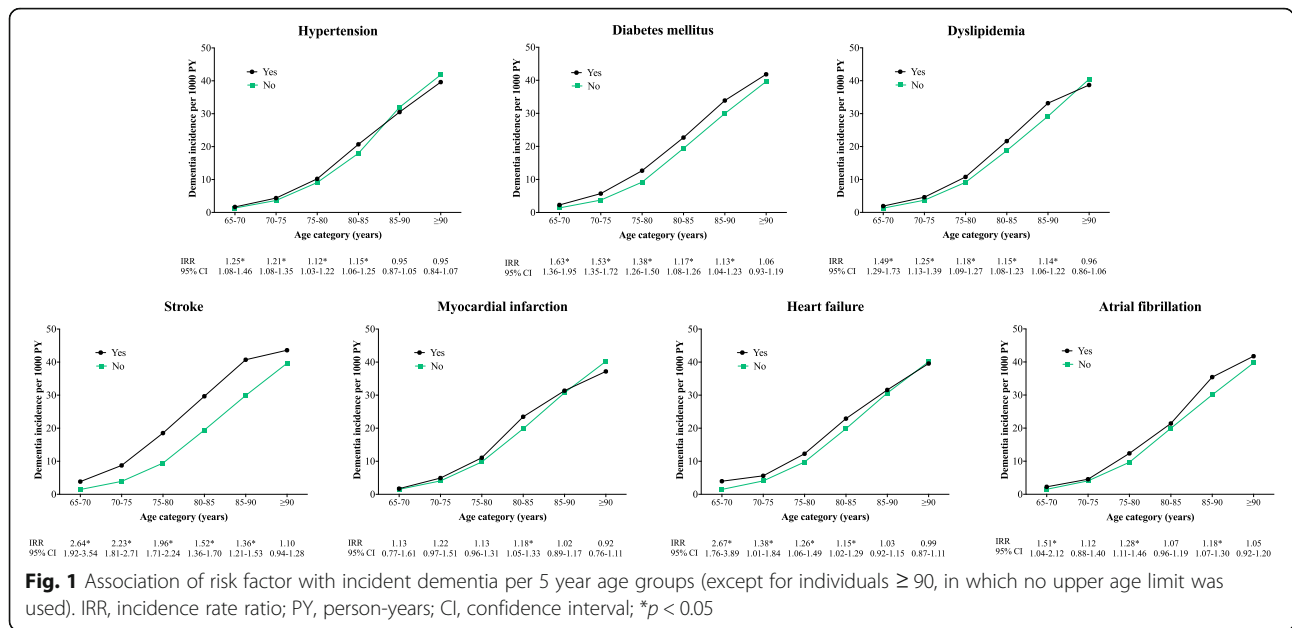 Hypertension
Dementia incidence per 1000 PY
50
40
30
20
10
0
Yes
No
65-70 70-75 75-80 80-85 85-90 ≥90
Age category (years)
IRR 1.25* 1.21* 1.12* 1.15* 0.95 0.95
95% CI 1.08-1.46 1.08-1.35 1.03-1.22 1.06-1.25 0.87-1.05 0.84-1.07
Diabetes mellitus
Dementia incidence per 1000 PY
50
40
30
20
10
0
Yes
No
65-70 70-75 75-80 80-85 85-90 ≥90
Age category (years)
IRR 1.63* 1.53* 1.38* 1.17* 1.13* 1.06
95% CI 1.36-1.95 1.35-1.72 1.26-1.50 1.08-1.26 1.04-1.23 0.93-1.19
Dyslipidemia
Dementia incidence per 1000 PY
50
40
30
20
10
0
Yes
No
65-70 70-75 75-80 80-85 85-90 ≥90
Age category (years)
IRR 1.49* 1.25* 1.18* 1.15* 1.14* 0.96
95% CI 1.29-1.73 1.13-1.39 1.09-1.27 1.08-1.23 1.06-1.22 0.86-1.06
Stroke
Dementia incidence per 1000 PY
50
40
30
20
10
0
Yes
No
65-70 70-75 75-80 80-85 85-90 ≥90
Age category (years)
IRR 2.64* 2.23* 1.96* 1.52* 1.36* 1.10
95% CI 1.92-3.54 1.81-2.71 1.71-2.24 1.36-1.70 1.21-1.53 0.94-1.28
Myocardial infarction
Dementia incidence per 1000 PY
50
40
30
20
10
0
Yes
No
65-70 70-75 75-80 80-85 85-90 ≥90
Age category (years)
IRR 1.13 1.22 1.13 1.18* 1.02 0.92
95% CI 0.77-1.61 0.97-1.51 0.96-1.31 1.05-1.33 0.89-1.17 0.76-1.11
Heart failure
Dementia incidence per 1000 PY
50
40
30
20
10
0
Yes
No
65-70 70-75 75-80 80-85 85-90 ≥90
Age category (years)
IRR 2.67* 1.38* 1.26* 1.15* 1.03 0.99
95% CI 1.76-3.89 1.01-1.84 1.06-1.49 1.02-1.29 0.92-1.15 0.87-1.11
Atrial fibrillation
Dementia incidence per 1000 PY
50
40
30
20
10
0
Yes
No
65-70 70-75 75-80 80-85 85-90 ≥90
Age category (years)
IRR 1.51* 1.12 1.28* 1.07 1.18* 1.05
95% CI 1.04-2.12 0.88-1.40 1.11-1.46 0.96-1.19 1.07-1.30 0.92-1.20
Fig. 1 Association of risk factor with incident dementia per 5 year age groups (except for individuals ≥ 90, in which no upper age limit was
used). IRR, incidence rate ratio; PY, person-years; CI, confidence interval; *p < 0.05